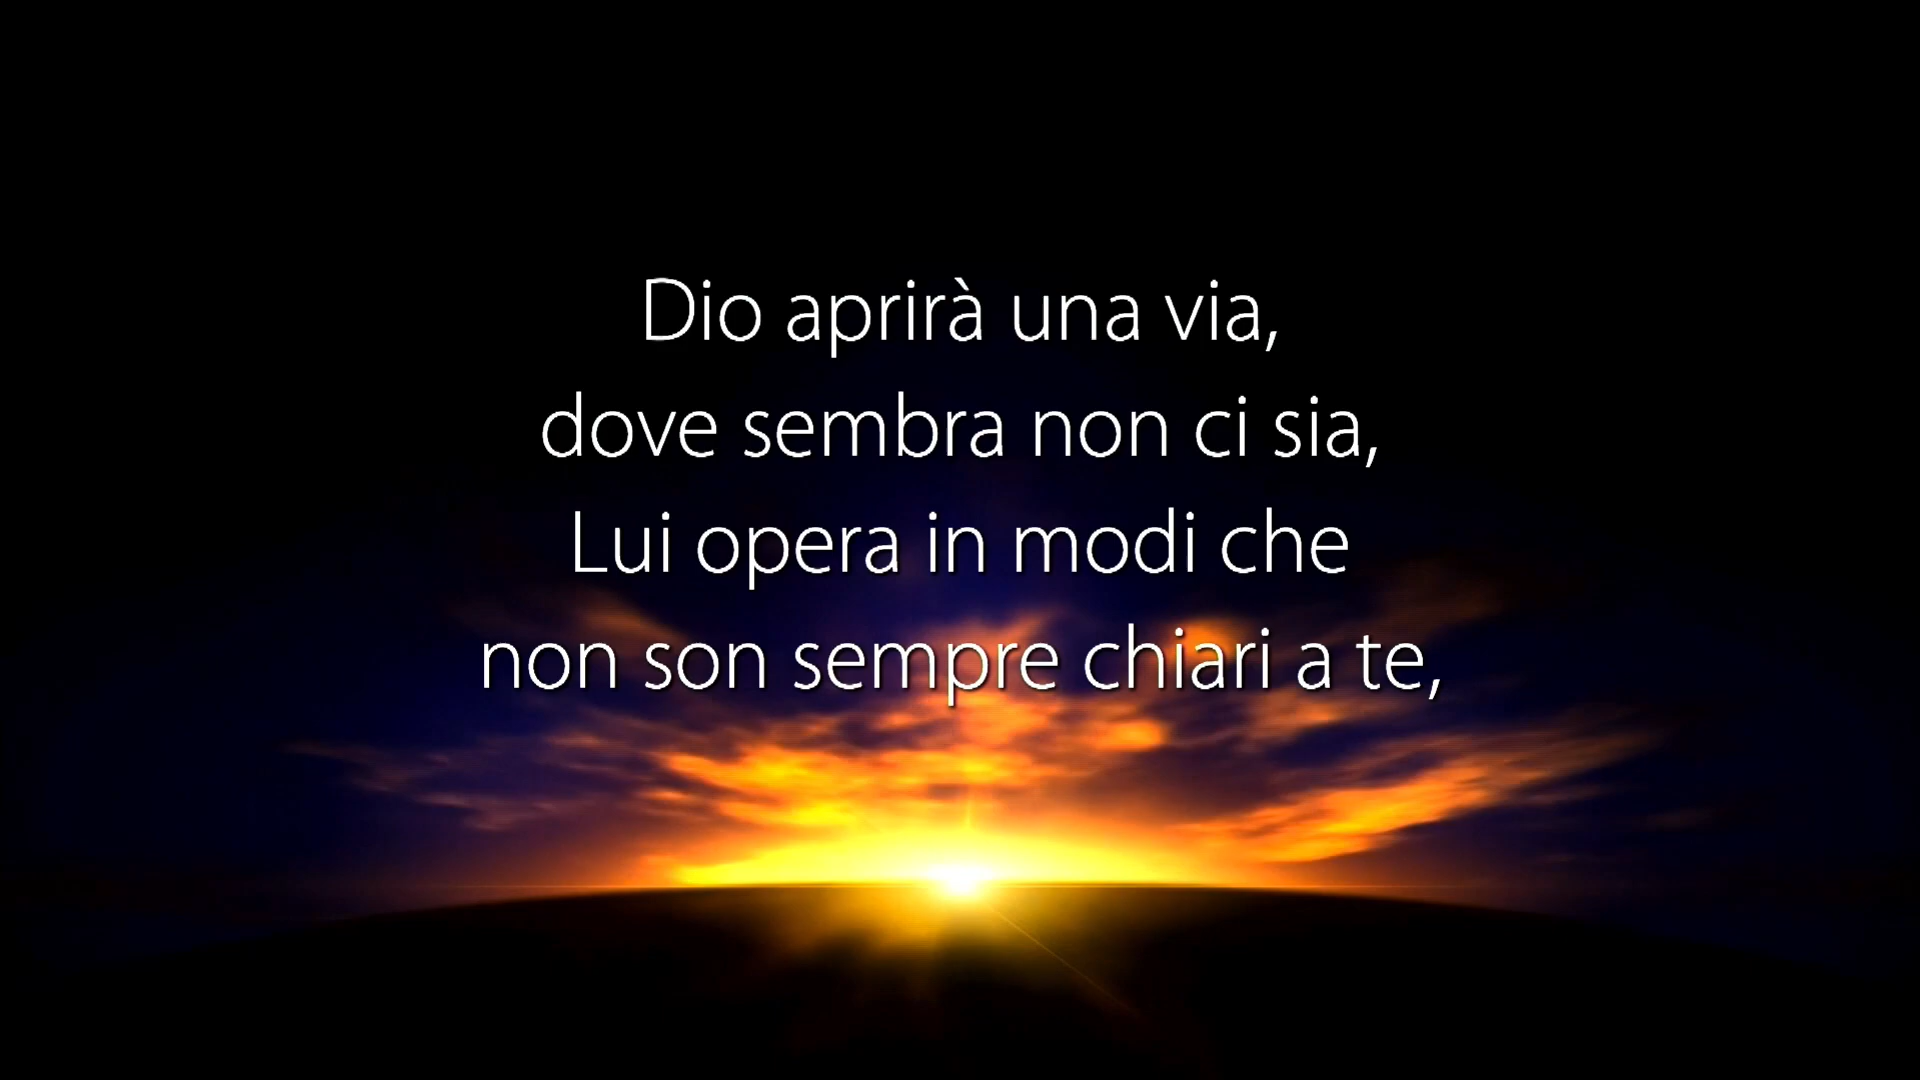 Dio aprirà una via,
dove sembra non ci sia,
Lui opera in modi che
non son sempre chiari a te,